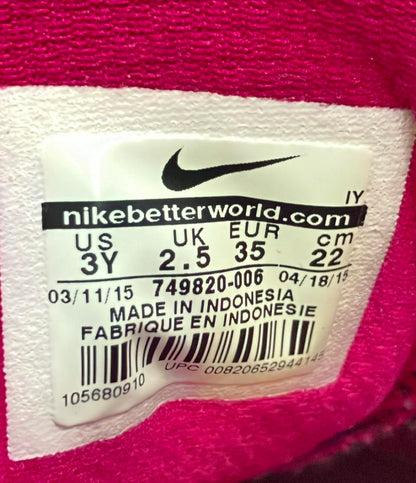 IY
nikebetterworld.com
US UK EUR cm
3Y 2.5 35 22
03/11/15 749820-006 04/18/15
MADE IN INDONESIA
FABRIQUE EN INDONESIE
105680910
UPC